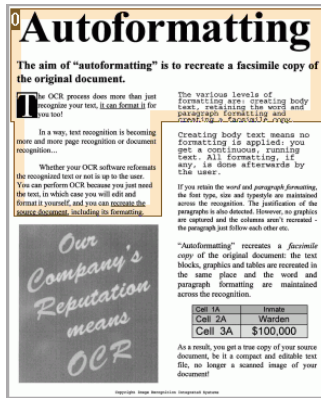 0
Autoformatting
The aim of “autoformatting” is to recreate a facsimile copy of
the original document.
The OCR process does more than just
recognize your text, it can format it for
you too!
In a way, text recognition is becoming
more and more page recognition or document
recognition...
Whether your OCR software reformats
the recognized text or not is up to the user.
You can perform OCR because you just need
the text, in which case you will edit and
format it yourself, and you can recreate the
source document, including its formatting.
Our
Company's
Reputation
means
OCR
The various levels of
formatting are: creating body
text, retaining the word and
paragraph formatting and
creating a facsimile copy.
Creating body text means no
formatting is applied: you
get a continuous, running
text. All formatting, if
any, is done afterwards by
the user.
If you retain the word and paragraph formatting,
the font type, size and typestyle are maintained
across the recognition. The justification of the
paragraphs is also detected. However, no graphics
are captured and the columns aren't recreated -
the paragraph just follow each other etc.
“Autoformatting” recreates a facsimile
copy of the original document: the text
blocks, graphics and tables are recreated in
the same place and the word and
paragraph formatting are maintained
across the recognition.
Cell 1A Inmate
Cell 2A Warden
Cell 3A $100,000
As a result, you get a true copy of your source
document, be it a compact and editable text
file, no longer a scanned image of your
document!
Copyright Image Recognition Integrated Systems